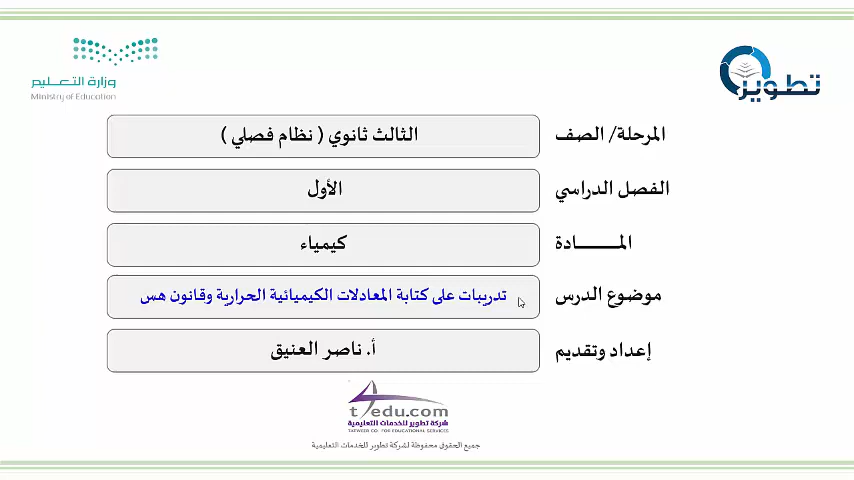 وزارة التعليم
Ministry of Education
تطوير
المرحلة/ الصف
الثالث ثانوي ( نظام فصلي )
الفصل الدراسي
الأول
المـــــــادة
كيمياء
موضوع الدرس
تدريبات على كتابة المعادلات الكيميائية الحرارية وقانون هس
إعداد وتقديم
أ. ناصر العنيق
t4edu.com
شركة تطوير للخدمات التعليمية
TATWEER CO. FOR EDUCATIONAL SERVICES
جميع الحقوق محفوظة لشركة تطوير للخدمات التعليمية